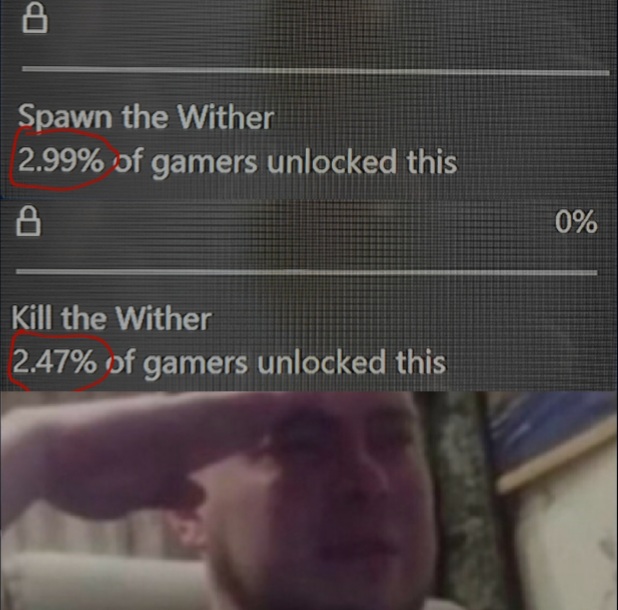 Spawn the Wither
2.99% of gamers unlocked this
0%
Kill the Wither
2.47% of gamers unlocked this